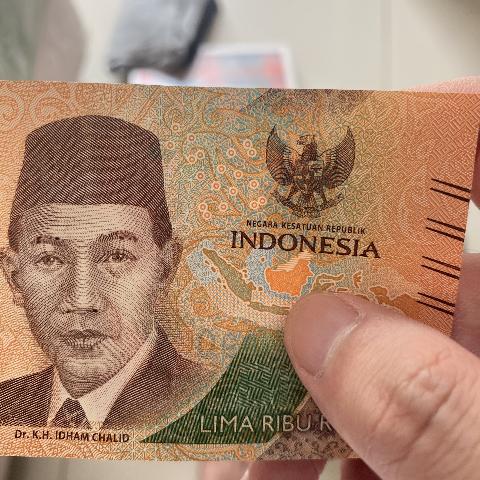 NEGARA KESATUAN REPUBLIK
INDONESIA
LIMA RIBU
Dr. K.H. IDHAM CHALID